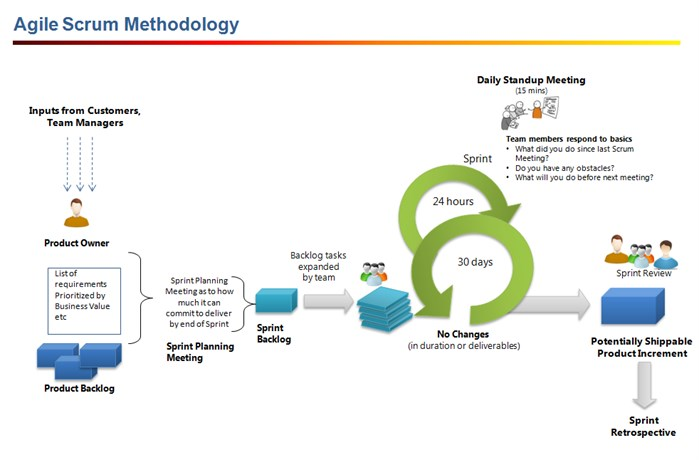 Agile Scrum Methodology
Daily Standup Meeting
(15 mins)
Inputs from Customers,
Team Managers
Team members respond to basics
• What did you do since last Scrum
Meeting?
• Do you have any obstacles?
• What will you do before next meeting?
Sprint
24 hours
Product Owner
List of
requirements
Prioritized by
Business Value
etc
Product Backlog
Sprint Planning
Meeting as to how
much it can
commit to deliver
by end of Sprint
Sprint Planning
Meeting
Sprint
Backlog
Backlog tasks
expanded
by team
30 days
No Changes
(in duration or deliverables)
Sprint Review
Potentially Shippable
Product Increment
Sprint
Retrospective